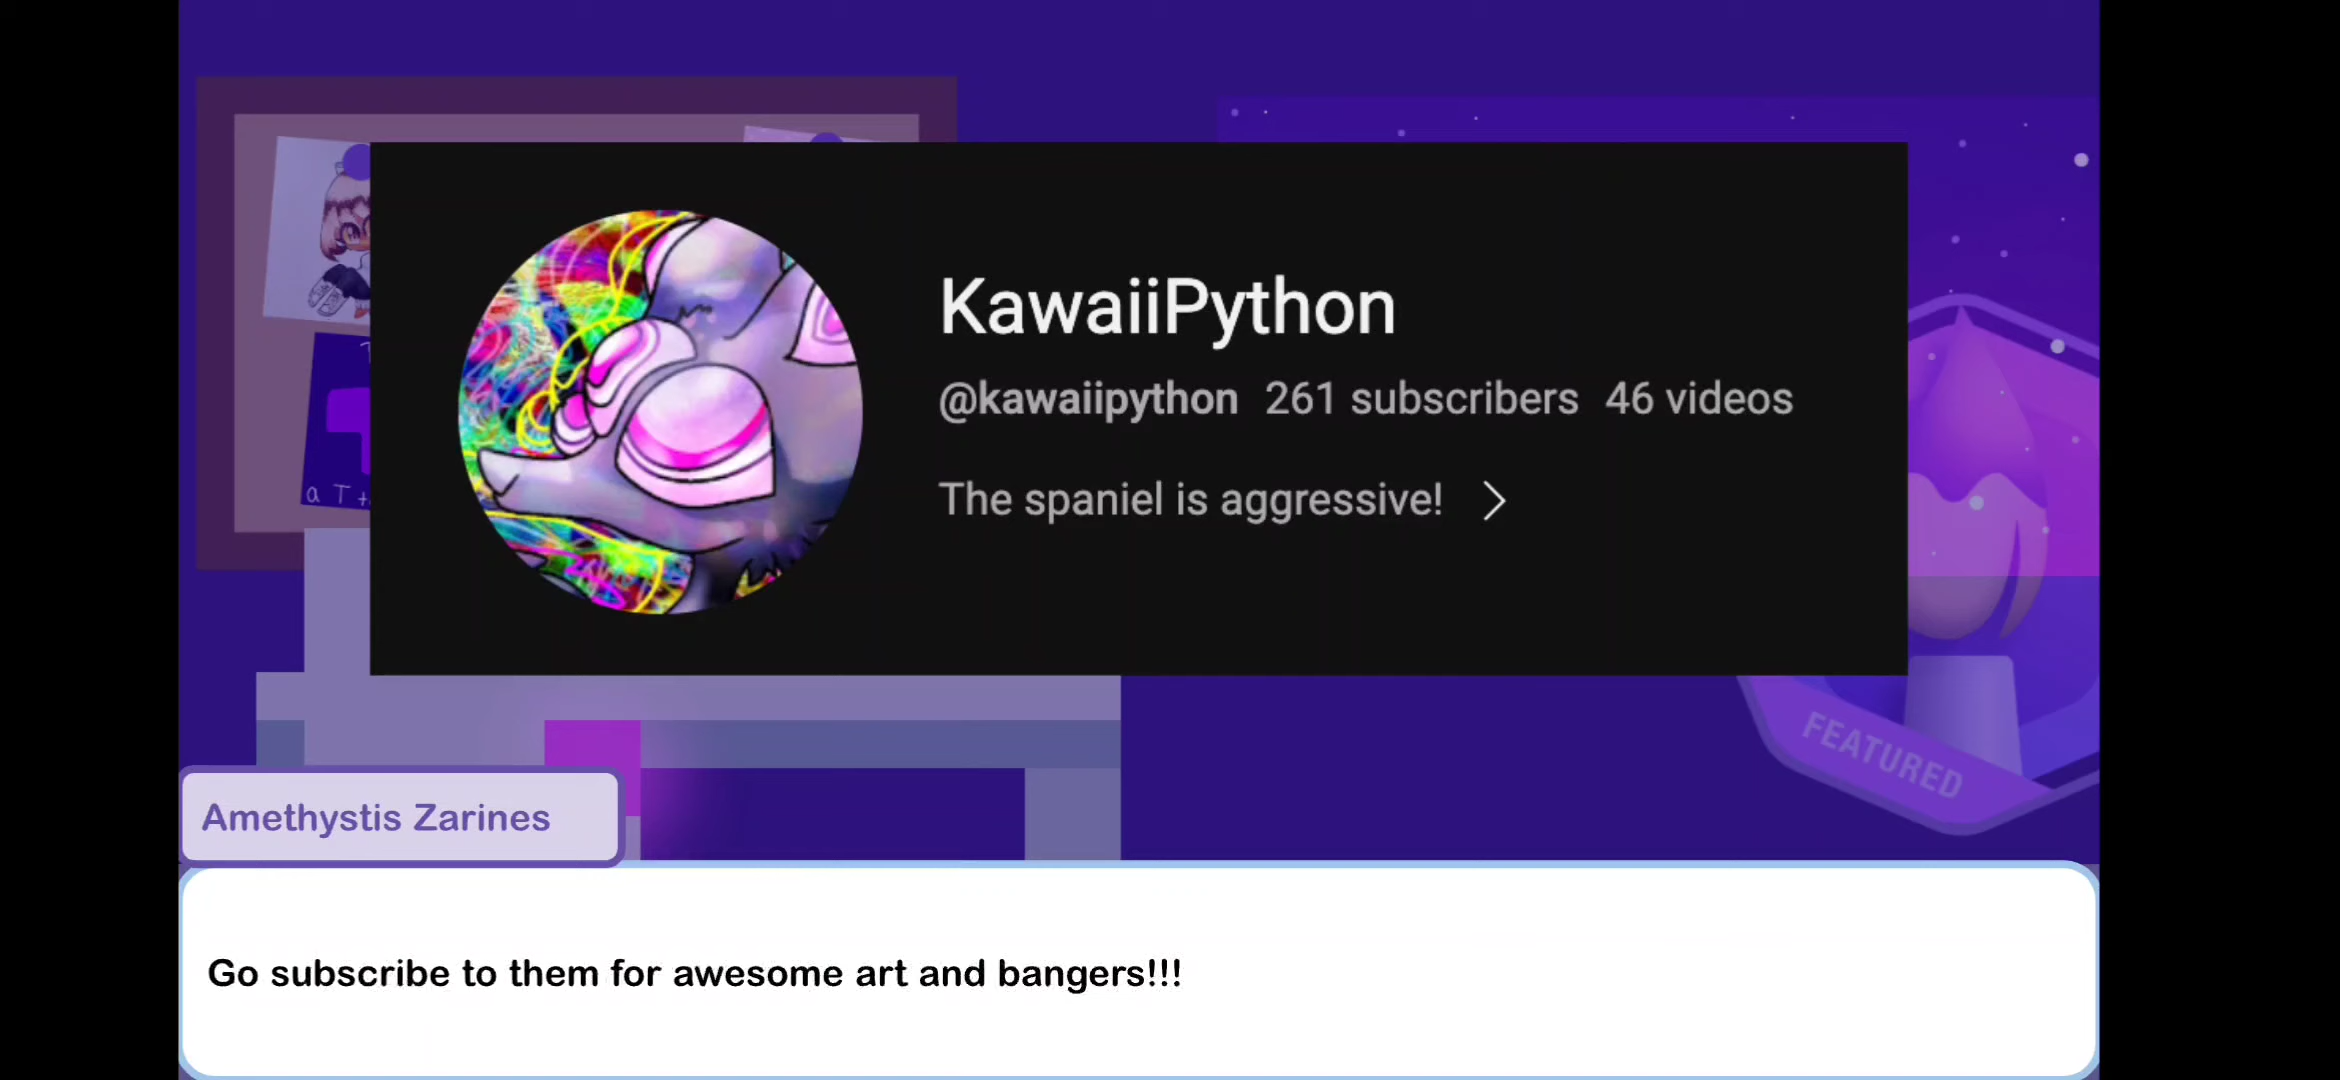 KawaiiPython
@kawaiipython 261 subscribers 46 videos
The spaniel is aggressive!
a T
FEATURED
Amethystis Zarines
Go subscribe to them for awesome art and bangers!!!